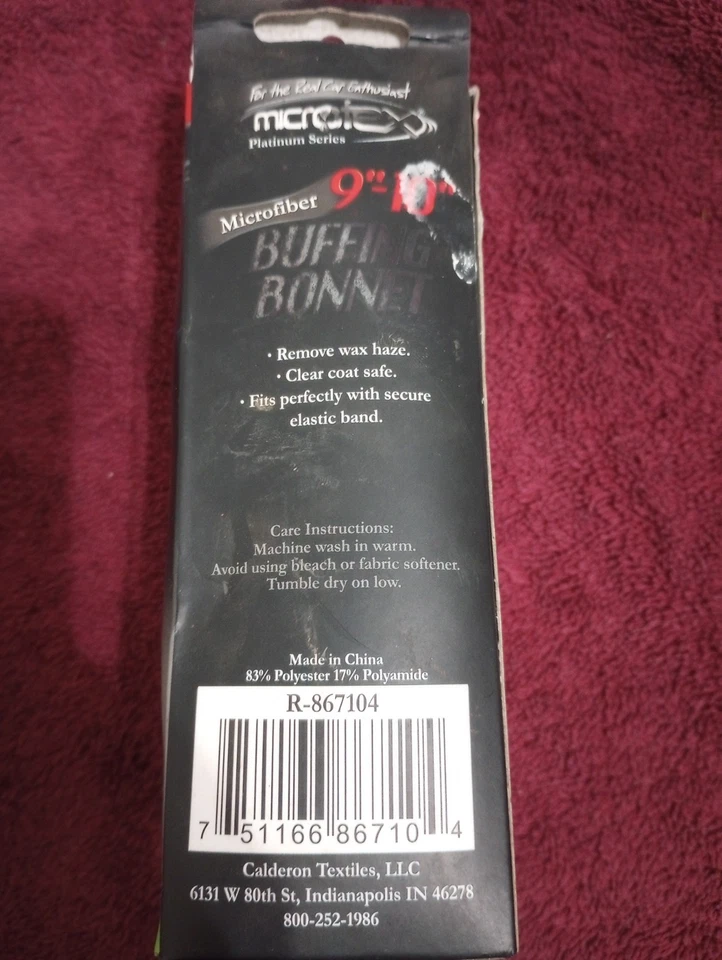 For the Real Car Enthusiast
microtex
Platinum Series
Microfiber 9"-10"
BUFFING
BONNET
• Remove wax haze.
• Clear coat safe.
• Fits perfectly with secure
elastic band.
Care Instructions:
Machine wash in warm.
Avoid using bleach or fabric softener.
Tumble dry on low.
Made in China
83% Polyester 17% Polyamide
R-867104
7 51166 86710 4
Calderon Textiles, LLC
6131 W 80th St, Indianapolis IN 46278
800-252-1986